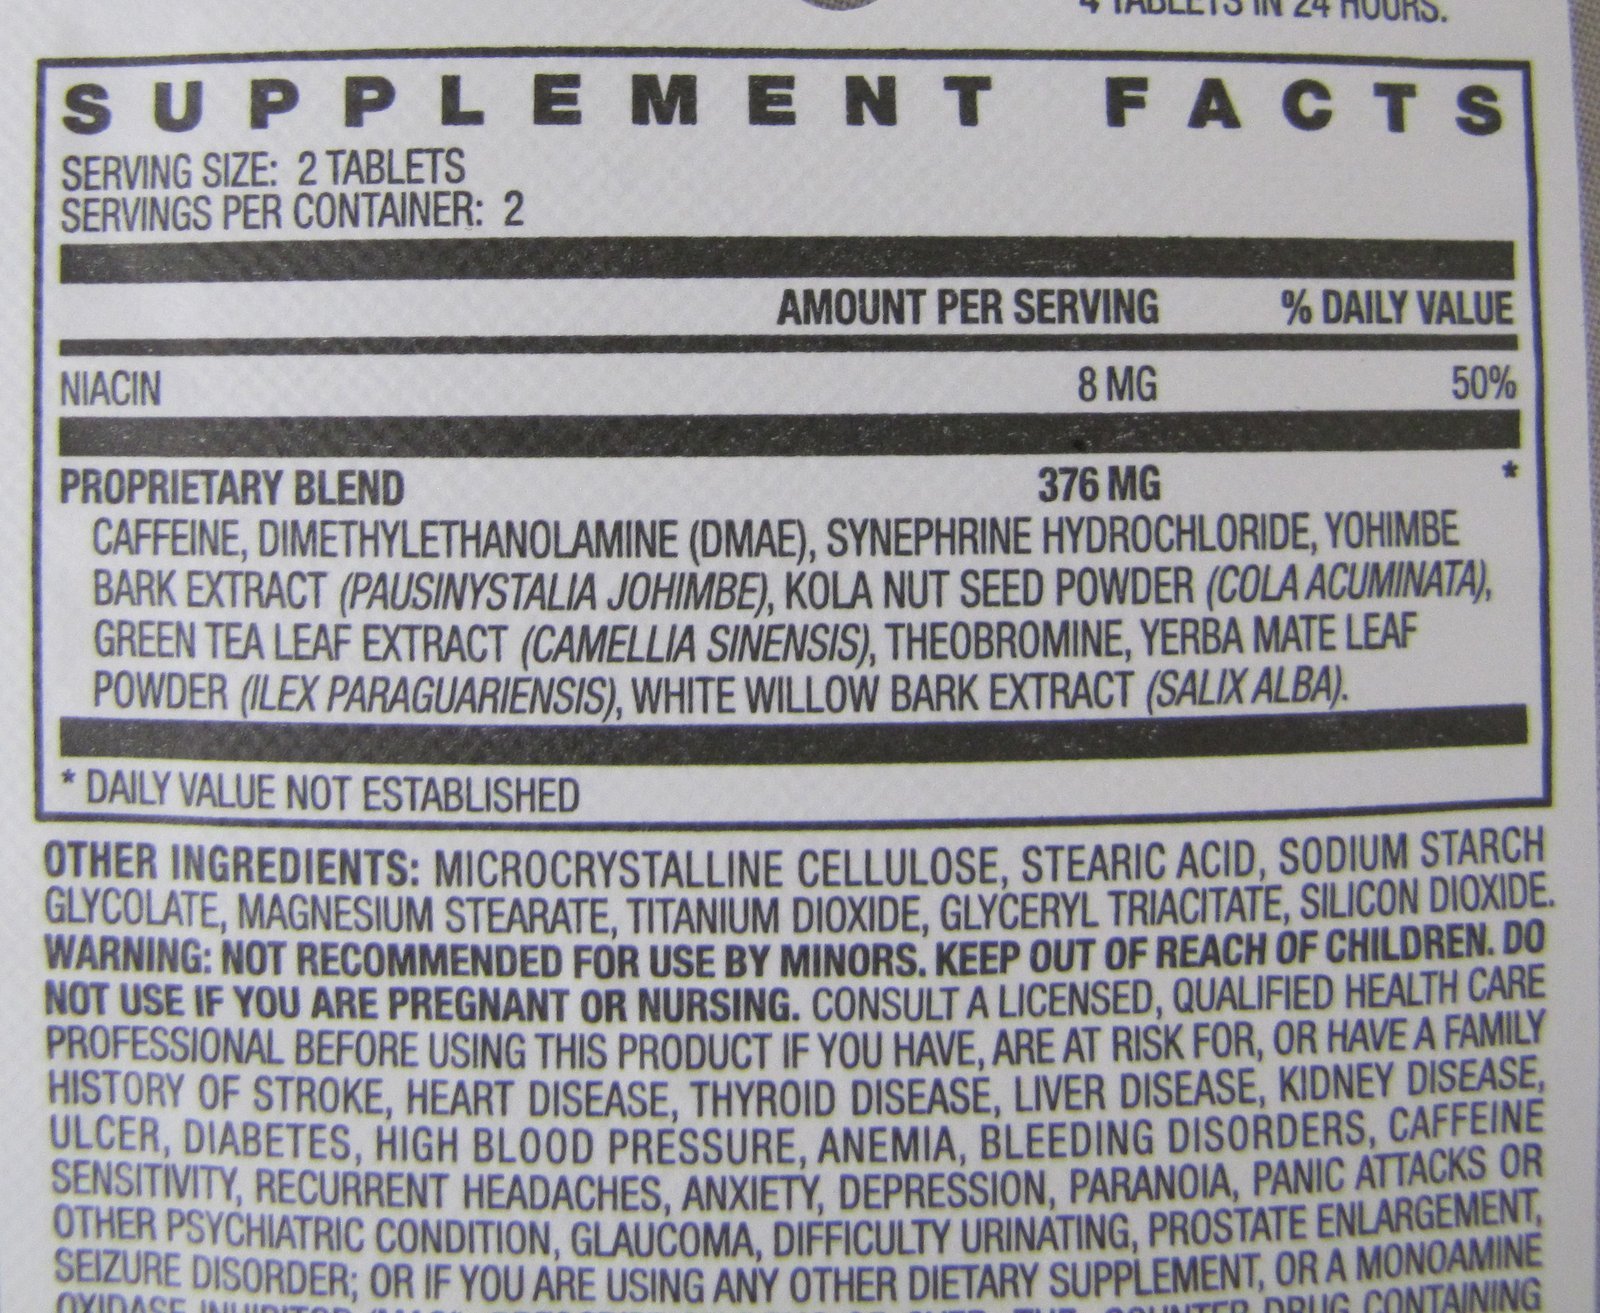 4 TABLETS IN 24 HOURS.
SUPPLEMENT FACTS
SERVING SIZE: 2 TABLETS
SERVINGS PER CONTAINER: 2
AMOUNT PER SERVING % DAILY VALUE
NIACIN 8 MG 50%
PROPRIETARY BLEND 376 MG *
CAFFEINE, DIMETHYLETHANOLAMINE (DMAE), SYNEPHRINE HYDROCHLORIDE, YOHIMBE
BARK EXTRACT (PAUSINYSTALIA JOHIMBE), KOLA NUT SEED POWDER (COLA ACUMINATA),
GREEN TEA LEAF EXTRACT (CAMELLIA SINENSIS), THEOBROMINE, YERBA MATE LEAF
POWDER (ILEX PARAGUARIENSIS), WHITE WILLOW BARK EXTRACT (SALIX ALBA).
* DAILY VALUE NOT ESTABLISHED
OTHER INGREDIENTS: MICROCRYSTALLINE CELLULOSE, STEARIC ACID, SODIUM STARCH
GLYCOLATE, MAGNESIUM STEARATE, TITANIUM DIOXIDE, GLYCERYL TRIACITATE, SILICON DIOXIDE.
WARNING: NOT RECOMMENDED FOR USE BY MINORS. KEEP OUT OF REACH OF CHILDREN. DO
NOT USE IF YOU ARE PREGNANT OR NURSING. CONSULT A LICENSED, QUALIFIED HEALTH CARE
PROFESSIONAL BEFORE USING THIS PRODUCT IF YOU HAVE, ARE AT RISK FOR, OR HAVE A FAMILY
HISTORY OF STROKE, HEART DISEASE, THYROID DISEASE, LIVER DISEASE, KIDNEY DISEASE,
ULCER, DIABETES, HIGH BLOOD PRESSURE, ANEMIA, BLEEDING DISORDERS, CAFFEINE
SENSITIVITY, RECURRENT HEADACHES, ANXIETY, DEPRESSION, PARANOIA, PANIC ATTACKS OR
OTHER PSYCHIATRIC CONDITION, GLAUCOMA, DIFFICULTY URINATING, PROSTATE ENLARGEMENT,
SEIZURE DISORDER; OR IF YOU ARE USING ANY OTHER DIETARY SUPPLEMENT, OR A MONOAMINE
OXIDASE INHIBITOR COUNTER DRUG CONTAINING